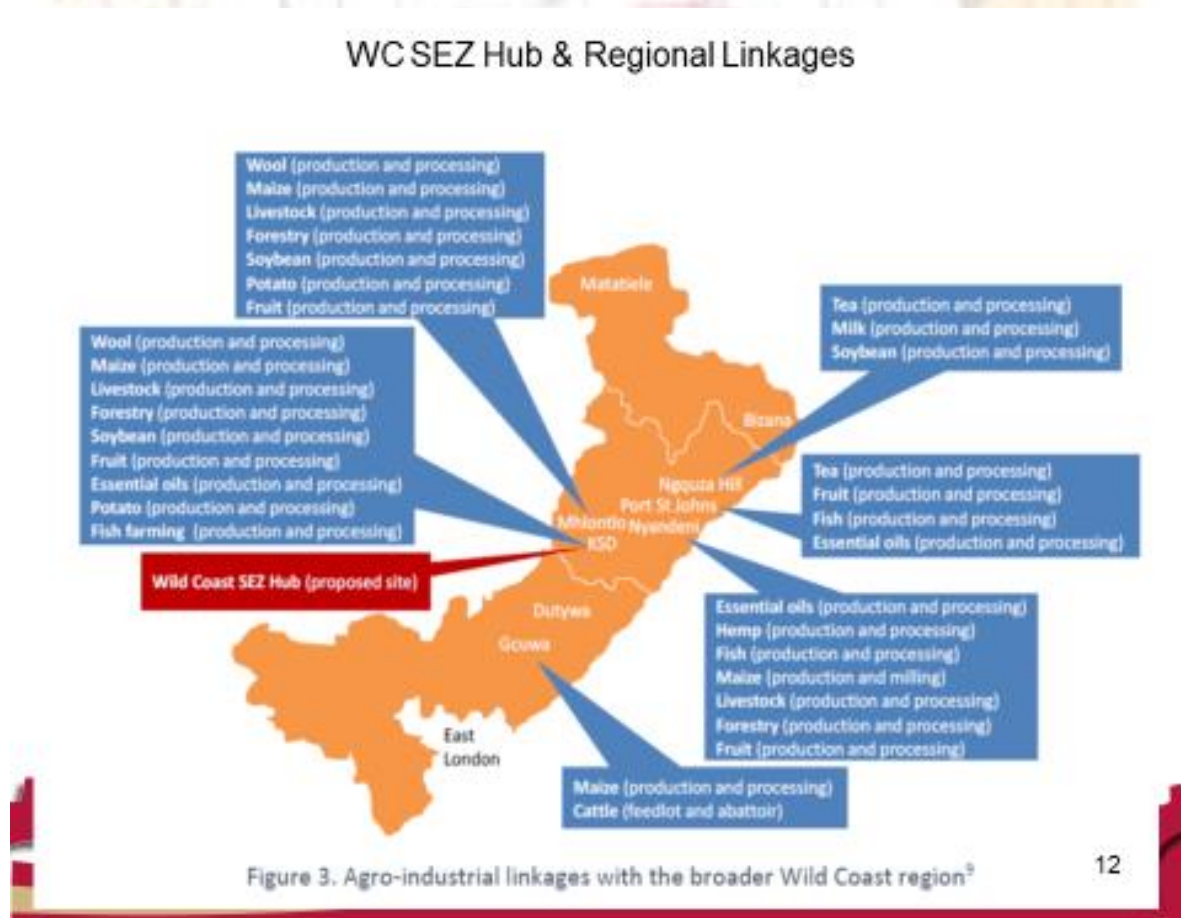 WC SEZ Hub & Regional Linkages
Wool (production and processing)
Maize (production and processing)
Livestock (production and processing)
Forestry (production and processing)
Soybean (production and processing)
Potato (production and processing)
Fruit (production and processing)
Matatiele
Tea (production and processing)
Milk (production and processing)
Soybean (production and processing)
Wool (production and processing)
Maize (production and processing)
Livestock (production and processing)
Forestry (production and processing)
Soybean (production and processing)
Fruit (production and processing)
Essential oils (production and processing)
Potato (production and processing)
Fish farming (production and processing)
Bizana
Ngquza Hill
Port St Johns
Mhlontlo Nyandeni
KSD
Tea (production and processing)
Fruit (production and processing)
Fish (production and processing)
Essential oils (production and processing)
Wild Coast SEZ Hub (proposed site)
Dutywa
Gcuwa
Essential oils (production and processing)
Hemp (production and processing)
Fish (production and processing)
Maize (production and milling)
Livestock (production and processing)
Forestry (production and processing)
Fruit (production and processing)
East
London
Maize (production and processing)
Cattle (feedlot and abattoir)
Figure 3. Agro-industrial linkages with the broader Wild Coast region⁹
12